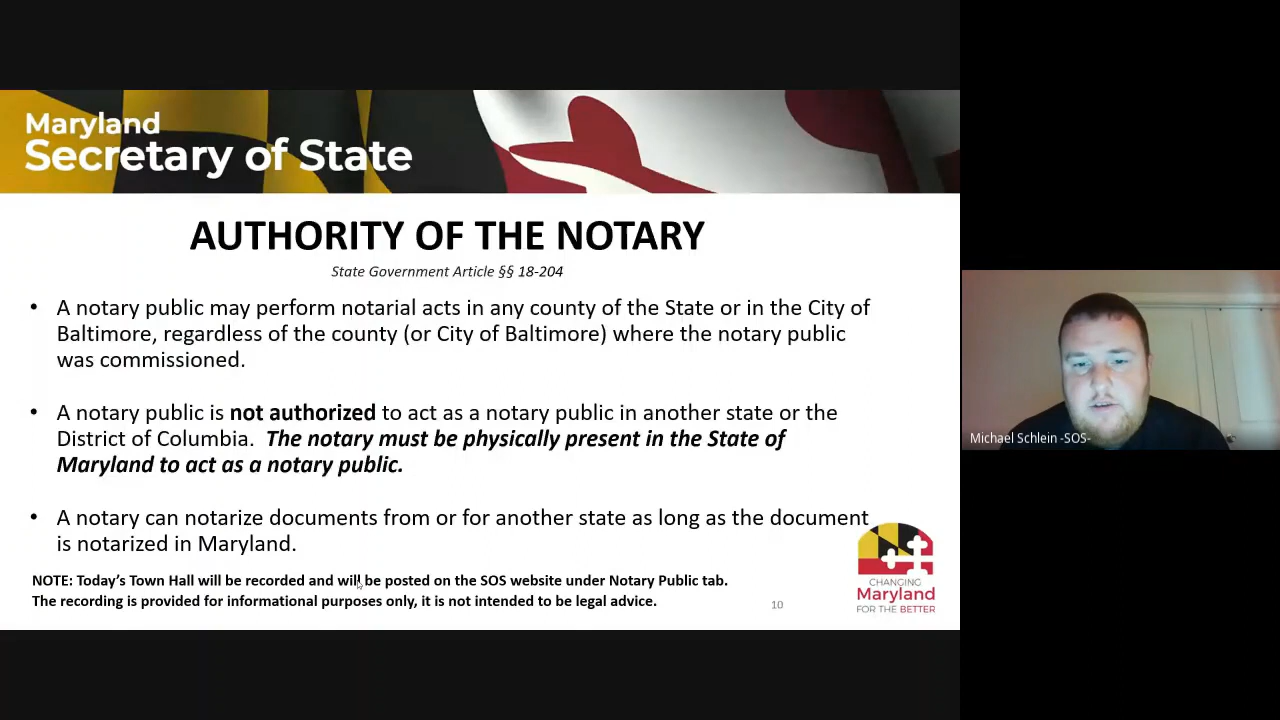 Maryland
Secretary of State
AUTHORITY OF THE NOTARY
State Government Article §§ 18-204
• A notary public may perform notarial acts in any county of the State or in the City of
Baltimore, regardless of the county (or City of Baltimore) where the notary public
was commissioned.
• A notary public is not authorized to act as a notary public in another state or the
District of Columbia. The notary must be physically present in the State of
Maryland to act as a notary public.
• A notary can notarize documents from or for another state as long as the document
is notarized in Maryland.
NOTE: Today's Town Hall will be recorded and will be posted on the SOS website under Notary Public tab.
The recording is provided for informational purposes only, it is not intended to be legal advice.
10
CHANGING
Maryland
FOR THE BETTER
Michael Schlein -SOS-